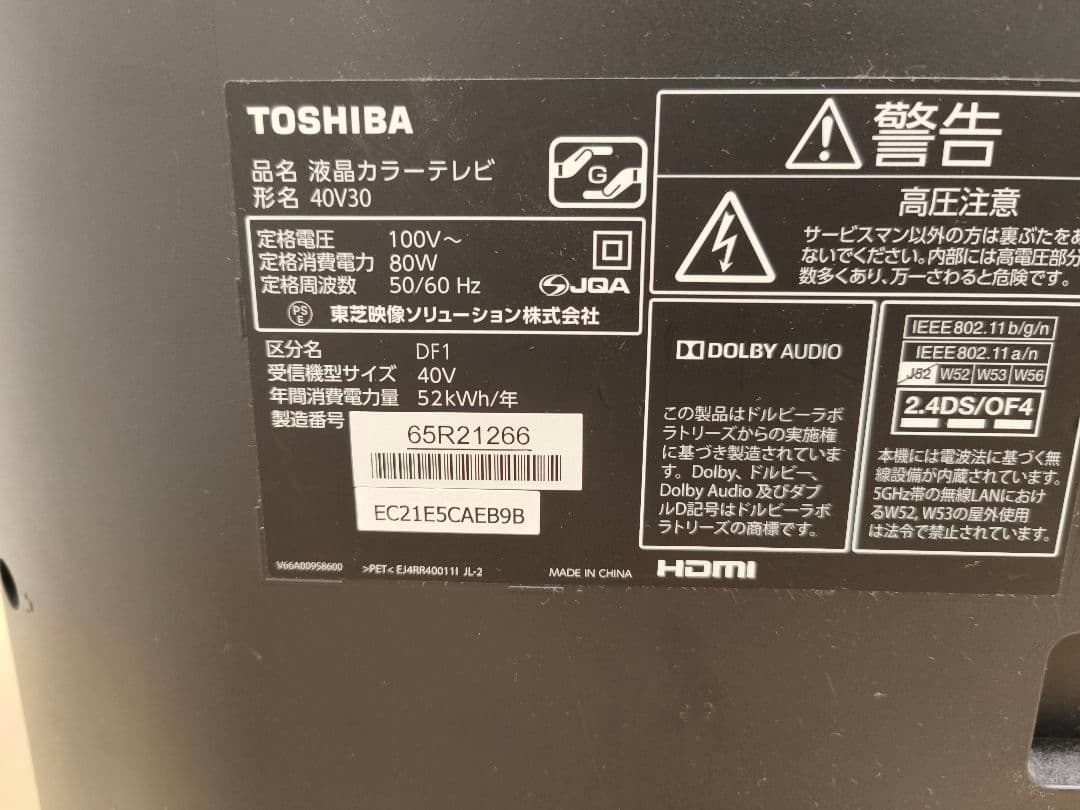 TOSHIBA
品名 液晶カラーテレビ
形名 40V30
G
定格電圧 100V～
定格消費電力 80W
定格周波数 50/60 Hz
JQA
PS
E
東芝映像ソリューション株式会社
区分名 DF1
受信機型サイズ 40V
年間消費電力量 52kWh/年
製造番号
65R21266
EC21E5CAEB9B
V66A00958600 >PET< EJ4RR40011I JL-2 MADE IN CHINA
警告
高圧注意
サービスマン以外の方は裏ぶたをあ
ないでください。内部には高電圧部分
数多くあり、万一さわると危険です。
DOLBY AUDIO
この製品はドルビーラボ
ラトリーズからの実施権
に基づき製造されていま
す。Dolby、ドルビー、
Dolby Audio 及びダブ
ルD記号はドルビーラボ
ラトリーズの商標です。
HDMI
IEEE802.11b/g/n
IEEE802.11a/n
J52 W52 W53 W56
2.4DS/OF4
本機には電波法に基づく無
線設備が内蔵されています。
5GHz帯の無線LANにおけ
るW52, W53の屋外使用
は法令で禁止されています。